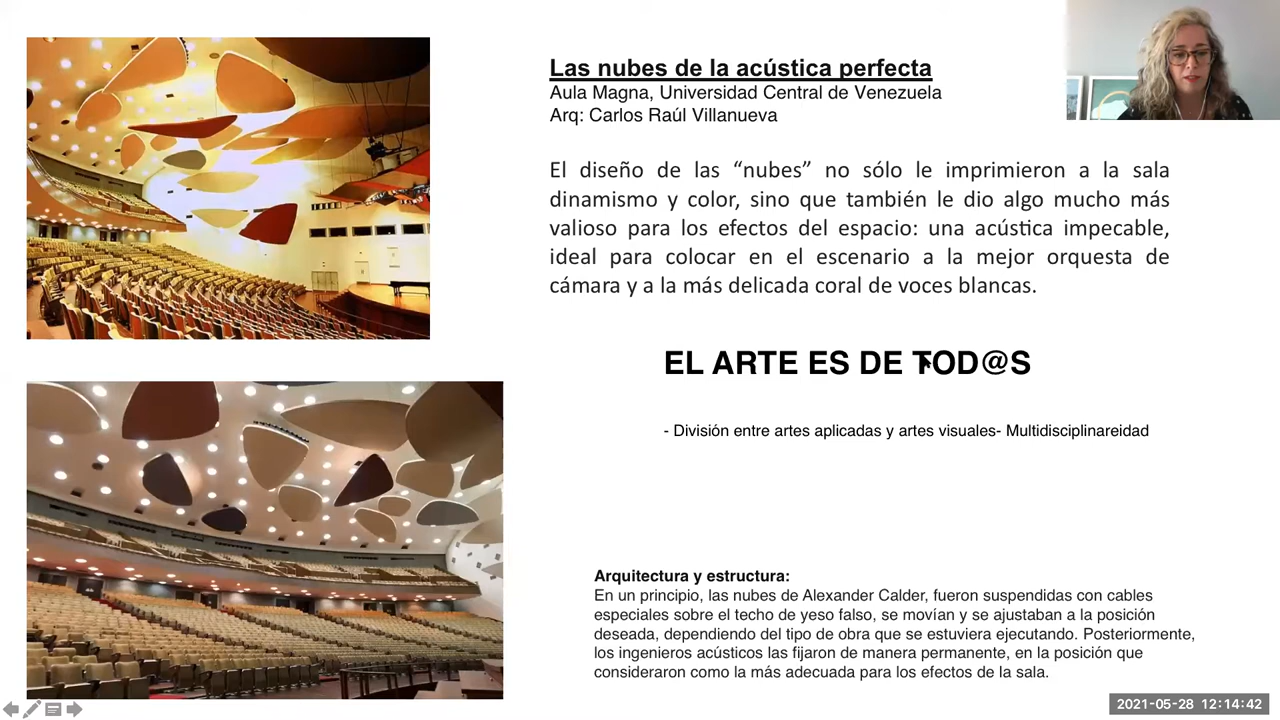 Las nubes de la acústica perfecta
Aula Magna, Universidad Central de Venezuela
Arq: Carlos Raúl Villanueva
El diseño de las “nubes” no sólo le imprimieron a la sala
dinamismo y color, sino que también le dio algo mucho más
valioso para los efectos del espacio: una acústica impecable,
ideal para colocar en el escenario a la mejor orquesta de
cámara y a la más delicada coral de voces blancas.
EL ARTE ES DE TOD@S
- División entre artes aplicadas y artes visuales- Multidisciplinareidad
Arquitectura y estructura:
En un principio, las nubes de Alexander Calder, fueron suspendidas con cables
especiales sobre el techo de yeso falso, se movían y se ajustaban a la posición
deseada, dependiendo del tipo de obra que se estuviera ejecutando. Posteriormente,
los ingenieros acústicos las fijaron de manera permanente, en la posición que
consideraron como la más adecuada para los efectos de la sala.
2021-05-28 12:14:42